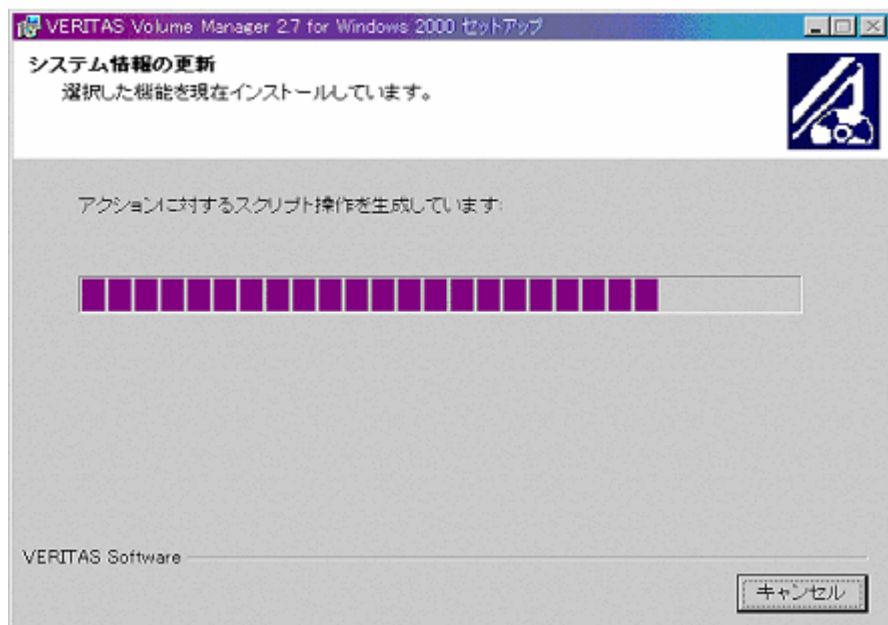 VERITAS Volume Manager 2.7 for Windows 2000 セットアップ
システム情報の更新
選択した機能を現在インストールしています。
アクションに対するスクリプト操作を生成しています:
VERITAS Software
キャンセル